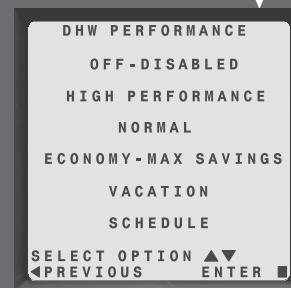 DHW PERFORMANCE
OFF-DISABLED
HIGH PERFORMANCE
NORMAL
ECONOMY-MAX SAVINGS
VACATION
SCHEDULE
SELECT OPTION ▲▼
◀PREVIOUS ENTER ■